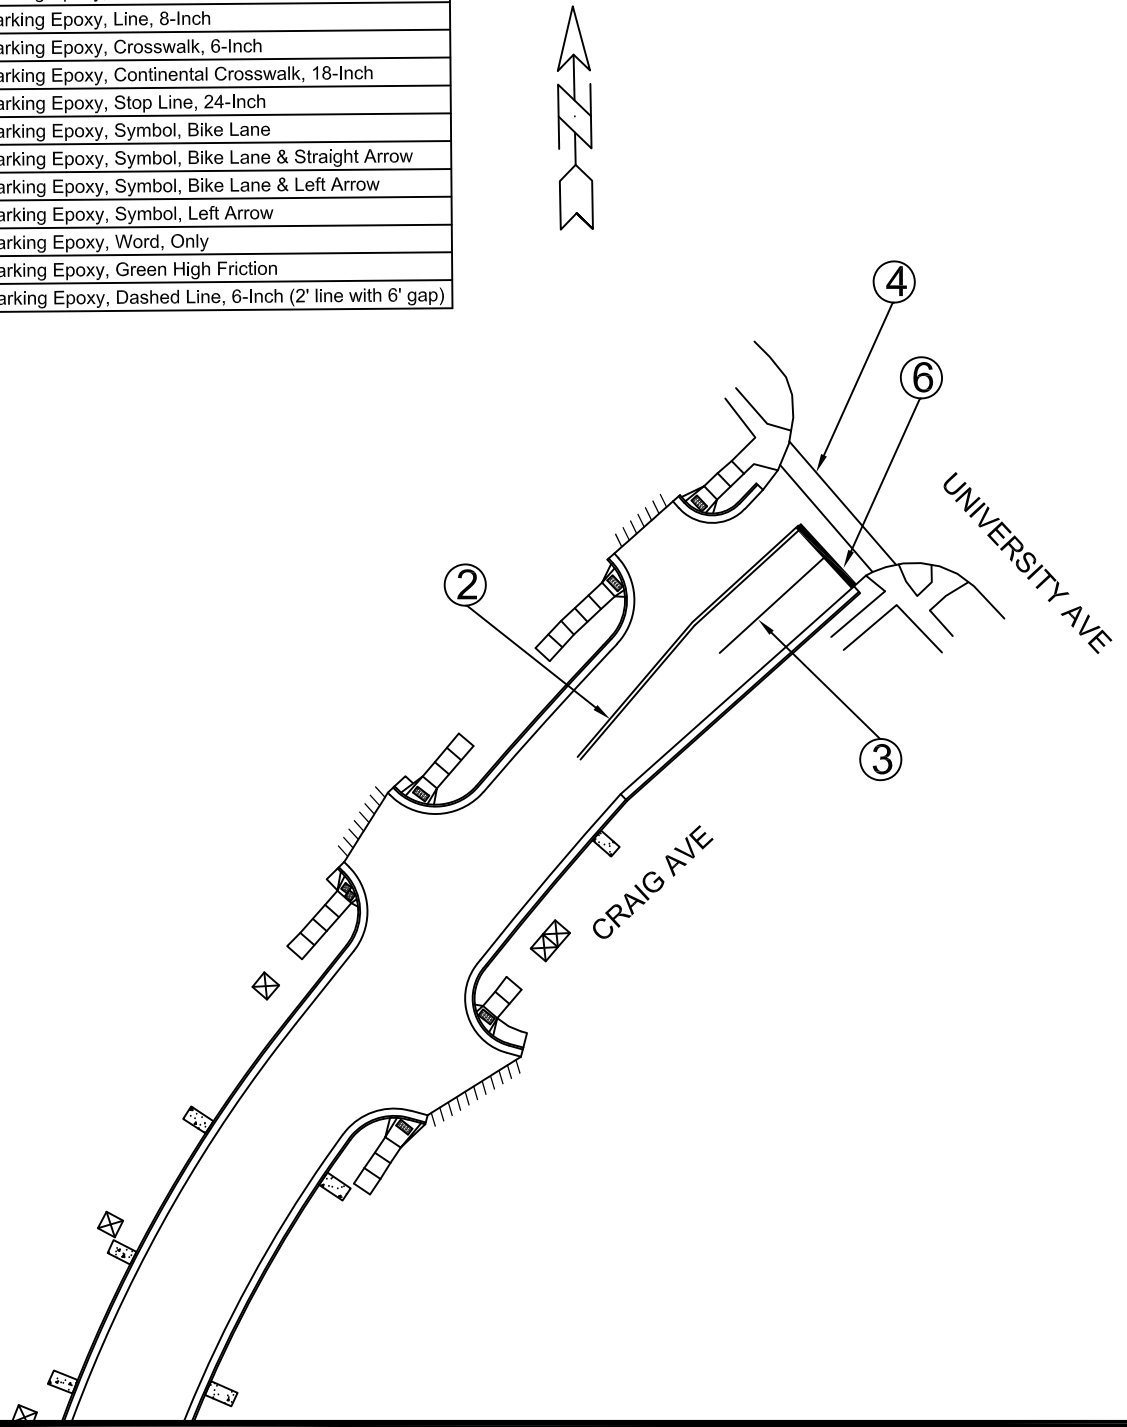 arking Epoxy, Line, 8-Inch
arking Epoxy, Crosswalk, 6-Inch
arking Epoxy, Continental Crosswalk, 18-Inch
arking Epoxy, Stop Line, 24-Inch
arking Epoxy, Symbol, Bike Lane
arking Epoxy, Symbol, Bike Lane & Straight Arrow
arking Epoxy, Symbol, Bike Lane & Left Arrow
arking Epoxy, Symbol, Left Arrow
arking Epoxy, Word, Only
arking Epoxy, Green High Friction
arking Epoxy, Dashed Line, 6-Inch (2' line with 6' gap)
N
4
6
UNIVERSITY AVE
2
3
CRAIG AVE